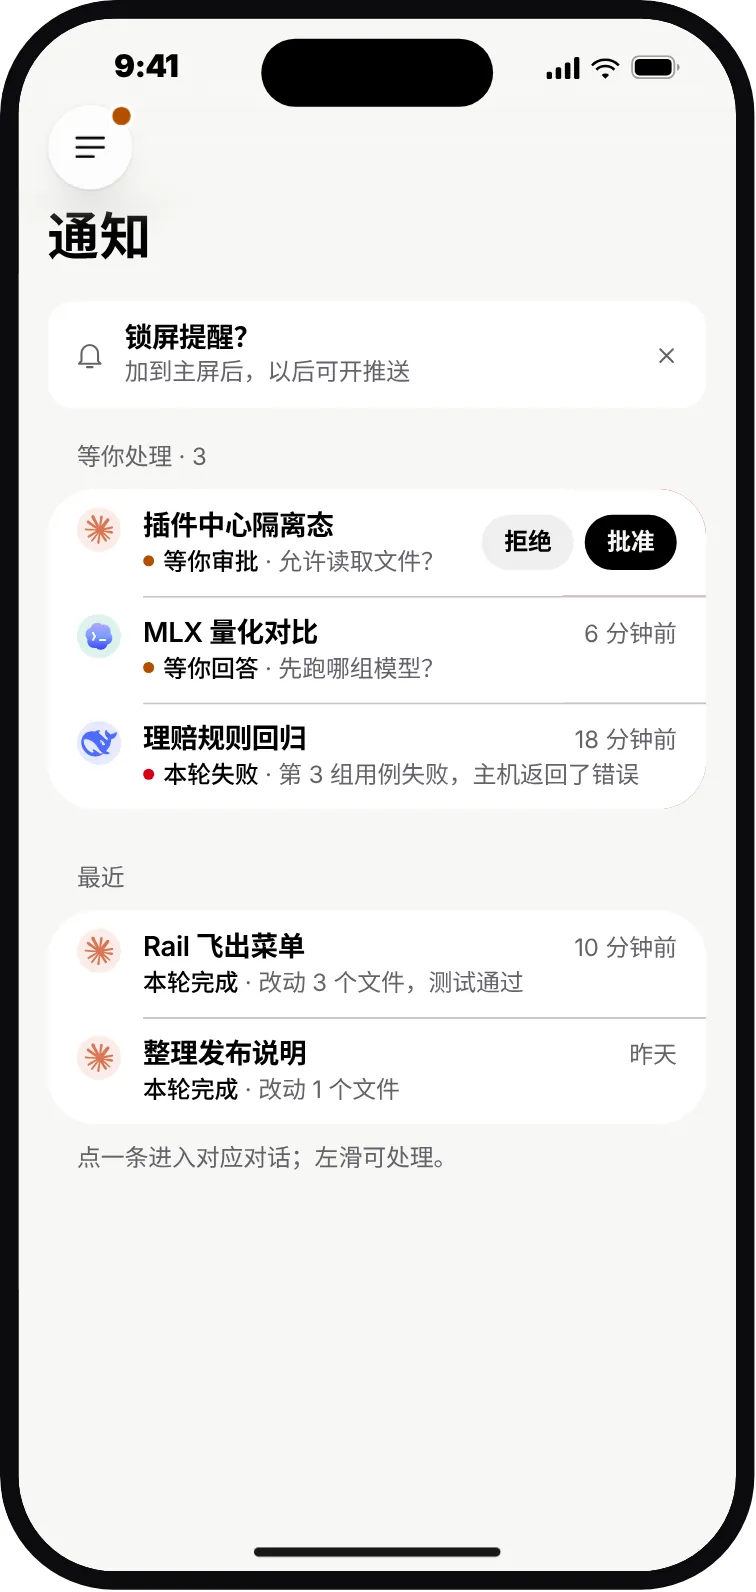 9:41
通知
锁屏提醒？
加到主屏后，以后可开推送
等你处理 · 3
插件中心隔离态
等你审批 · 允许读取文件？
拒绝
批准
MLX 量化对比
6 分钟前
等你回答 · 先跑哪组模型？
理赔规则回归
18 分钟前
本轮失败 · 第 3 组用例失败，主机返回了错误
最近
Rail 飞出菜单
10 分钟前
本轮完成 · 改动 3 个文件，测试通过
整理发布说明
昨天
本轮完成 · 改动 1 个文件
点一条进入对应对话；左滑可处理。